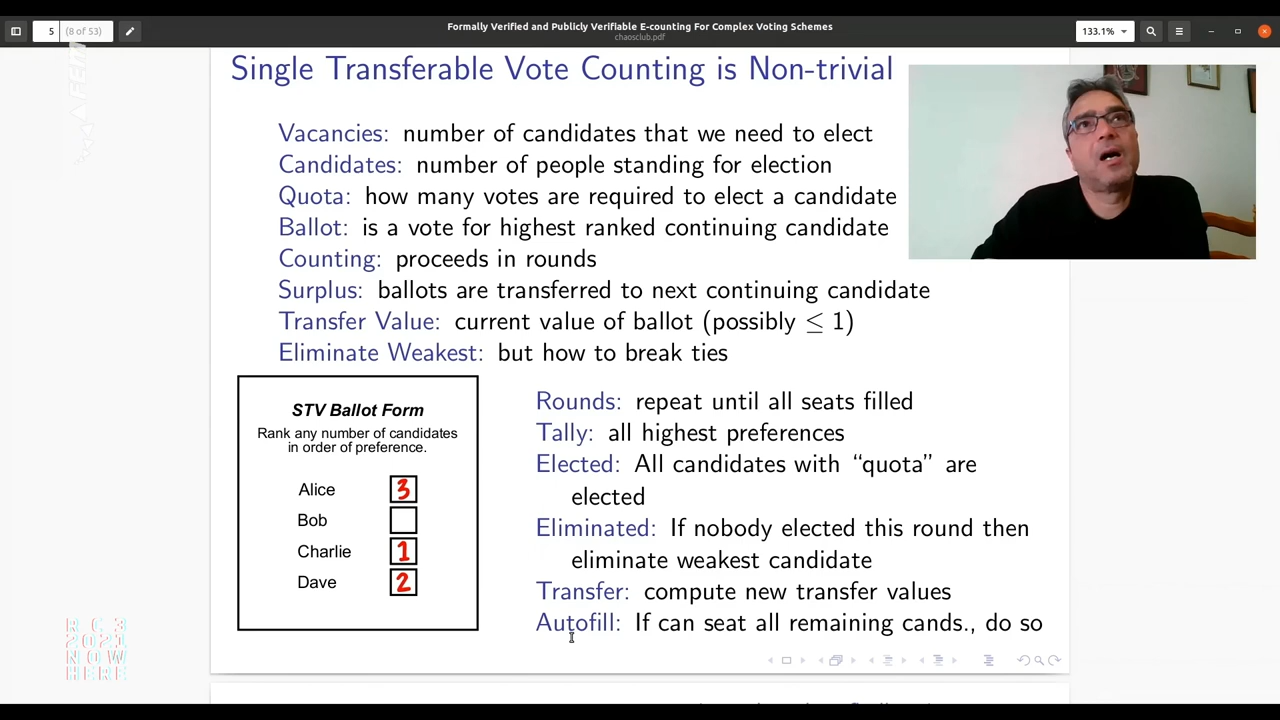 Formally Verified and Publicly Verifiable E-counting For Complex Voting Schemes
chaosclub.pdf
5 (8 of 53)
133.1%
Single Transferable Vote Counting is Non-trivial
Vacancies: number of candidates that we need to elect
Candidates: number of people standing for election
Quota: how many votes are required to elect a candidate
Ballot: is a vote for highest ranked continuing candidate
Counting: proceeds in rounds
Surplus: ballots are transferred to next continuing candidate
Transfer Value: current value of ballot (possibly ≤ 1)
Eliminate Weakest: but how to break ties
STV Ballot Form
Rank any number of candidates
in order of preference.
Alice 3
Bob
Charlie 1
Dave 2
Rounds: repeat until all seats filled
Tally: all highest preferences
Elected: All candidates with “quota” are
elected
Eliminated: If nobody elected this round then
eliminate weakest candidate
Transfer: compute new transfer values
Autofill: If can seat all remaining cands., do so
RC3
2021
NOW
HERE